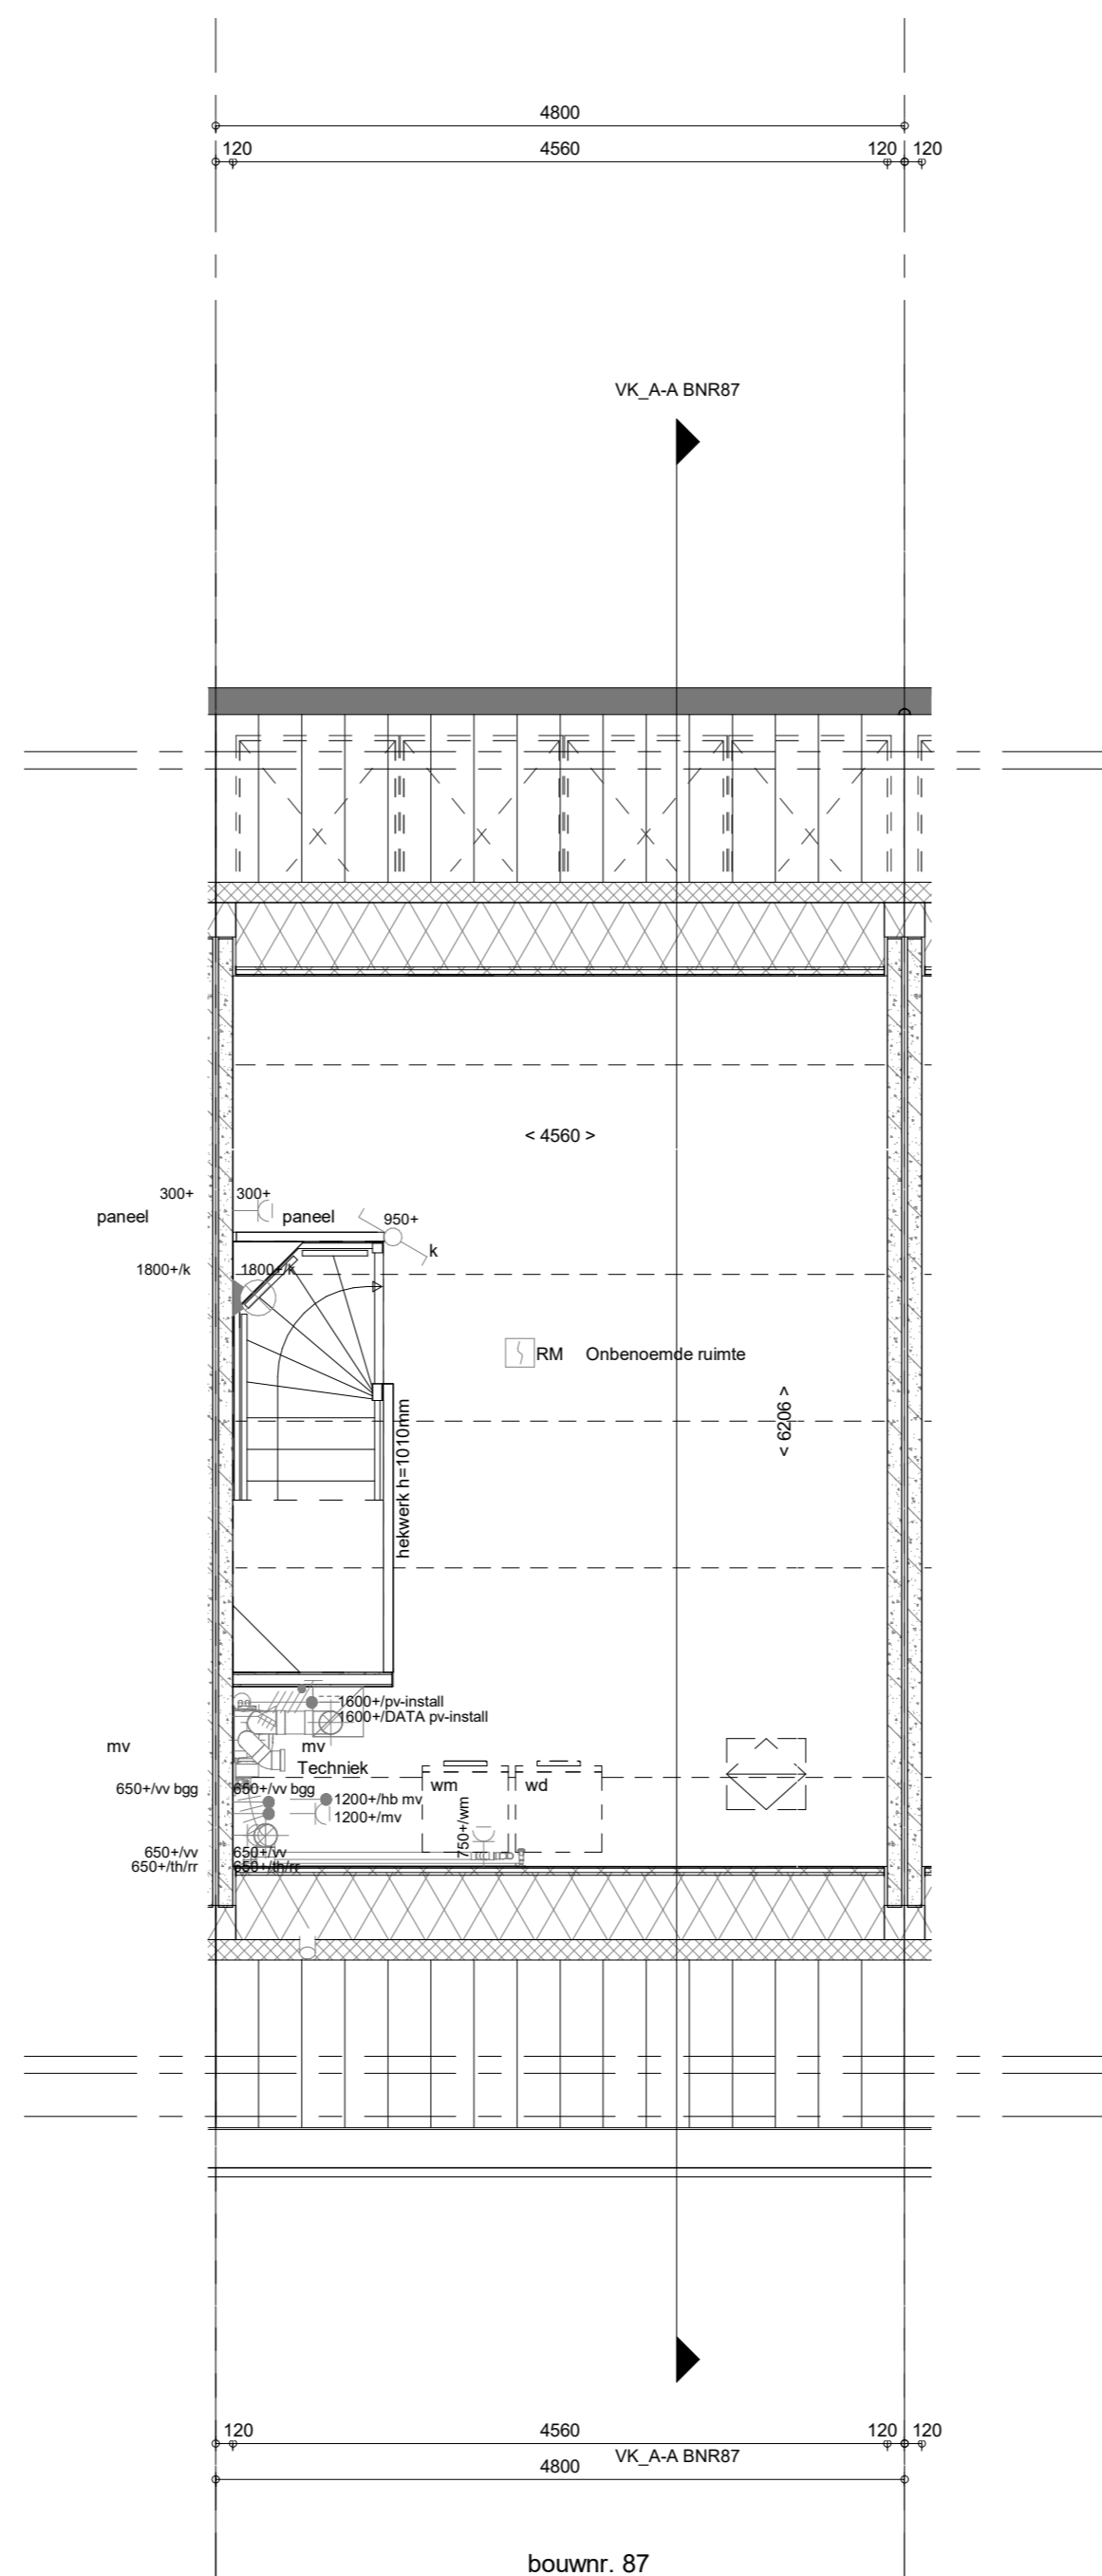 4800
120 4560 120 120
VK_A-A BNR87
< 4560 >
300+ 300+
paneel paneel 950+
k
1800+/k 1800+/k
RM Onbenoemde ruimte
< 6206 >
hekwerk h=1010mm
1600+/pv-install
1600+/DATA pv-install
mv mv
Techniek
wm wd
650+/vv bgg 650+/vv bgg
1200+/hb mv
1200+/mv
750+/wm
650+/vv 650+/vv
650+/th/rr 650+/th/rr
120 4560 120 120
VK_A-A BNR87
4800
bouwnr. 87